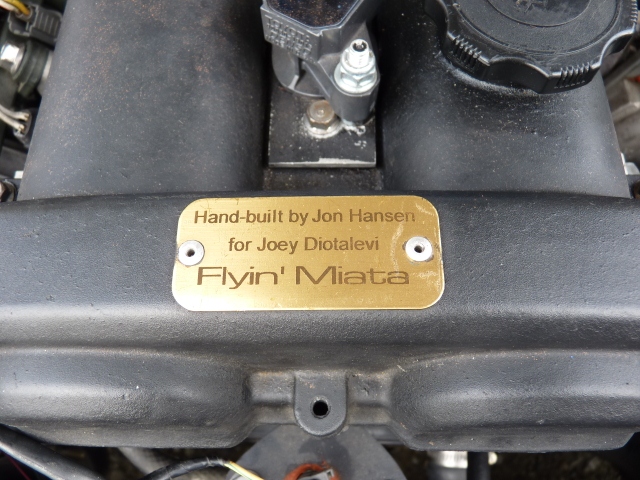 Hand-built by Jon Hansen
for Joey Diotalevi
Flyin' Miata